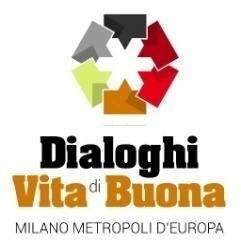 Dialoghi
Vita di Buona
MILANO METROPOLI D'EUROPA